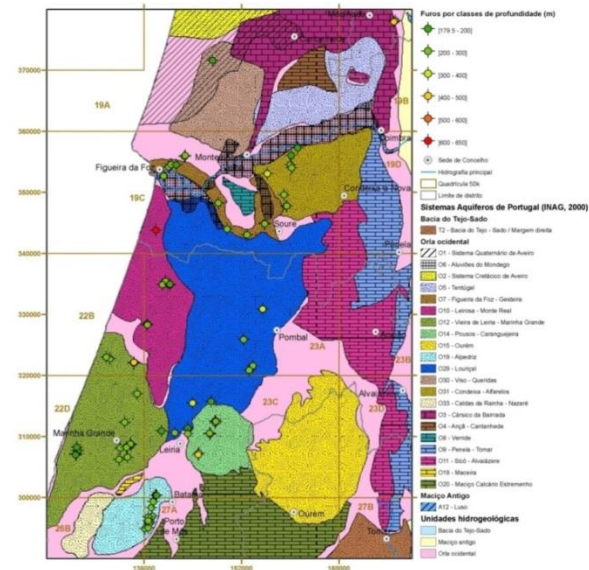 Furos por classes de profundidade (m)
[179.5 - 200]
[200 - 300]
[300 - 400]
[400 - 500]
[500 - 600]
[600 - 650]
Sede de Concelho
Hidrografia principal
Quadrícula 50k
Limite de distrito
Sistemas Aquíferos de Portugal (INAG, 2000)
Bacia do Tejo-Sado
T2 - Bacia do Tejo - Sado / Margem direita
Orla ocidental
O1 - Sistema Quaternário de Aveiro
O6 - Aluviões do Mondego
O2 - Sistema Cretácico de Aveiro
O5 - Tentúgal
O7 - Figueira da Foz - Gesteira
O10 - Leirosa - Monte Real
O12 - Vieira de Leiria - Marinha Grande
O14 - Pousos - Caranguejeira
O15 - Ourém
O19 - Alpedriz
O29 - Louriçal
O30 - Viso - Queridas
O31 - Condeixa - Alfarelos
O33 - Caldas da Rainha - Nazaré
O3 - Cársico da Bairrada
O4 - Ançã - Cantanhede
O8 - Verride
O9 - Penela - Tomar
O11 - Sicó - Alvaiázere
O18 - Maceira
O20 - Maciço Calcário Estremenho
Maciço Antigo
A12 - Luso
Unidades hidrogeológicas
Bacia do Tejo-Sado
Maciço antigo
Orla ocidental
370000
360000
350000
340000
330000
320000
310000
300000
19A
19B
19C
19D
22B
22D
23A
23B
23C
23D
26B
27A
27B
Figueira da Foz
Soure
Pombal
Marinha Grande
Leiria
Batalha
Porto de Mós
Ourém